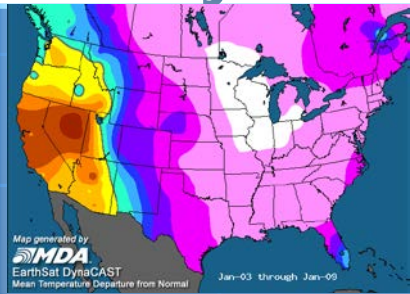 Map generated by
MDA
EarthSat DynaCAST
Mean Temperature Departure from Normal
Jan-03 through Jan-09